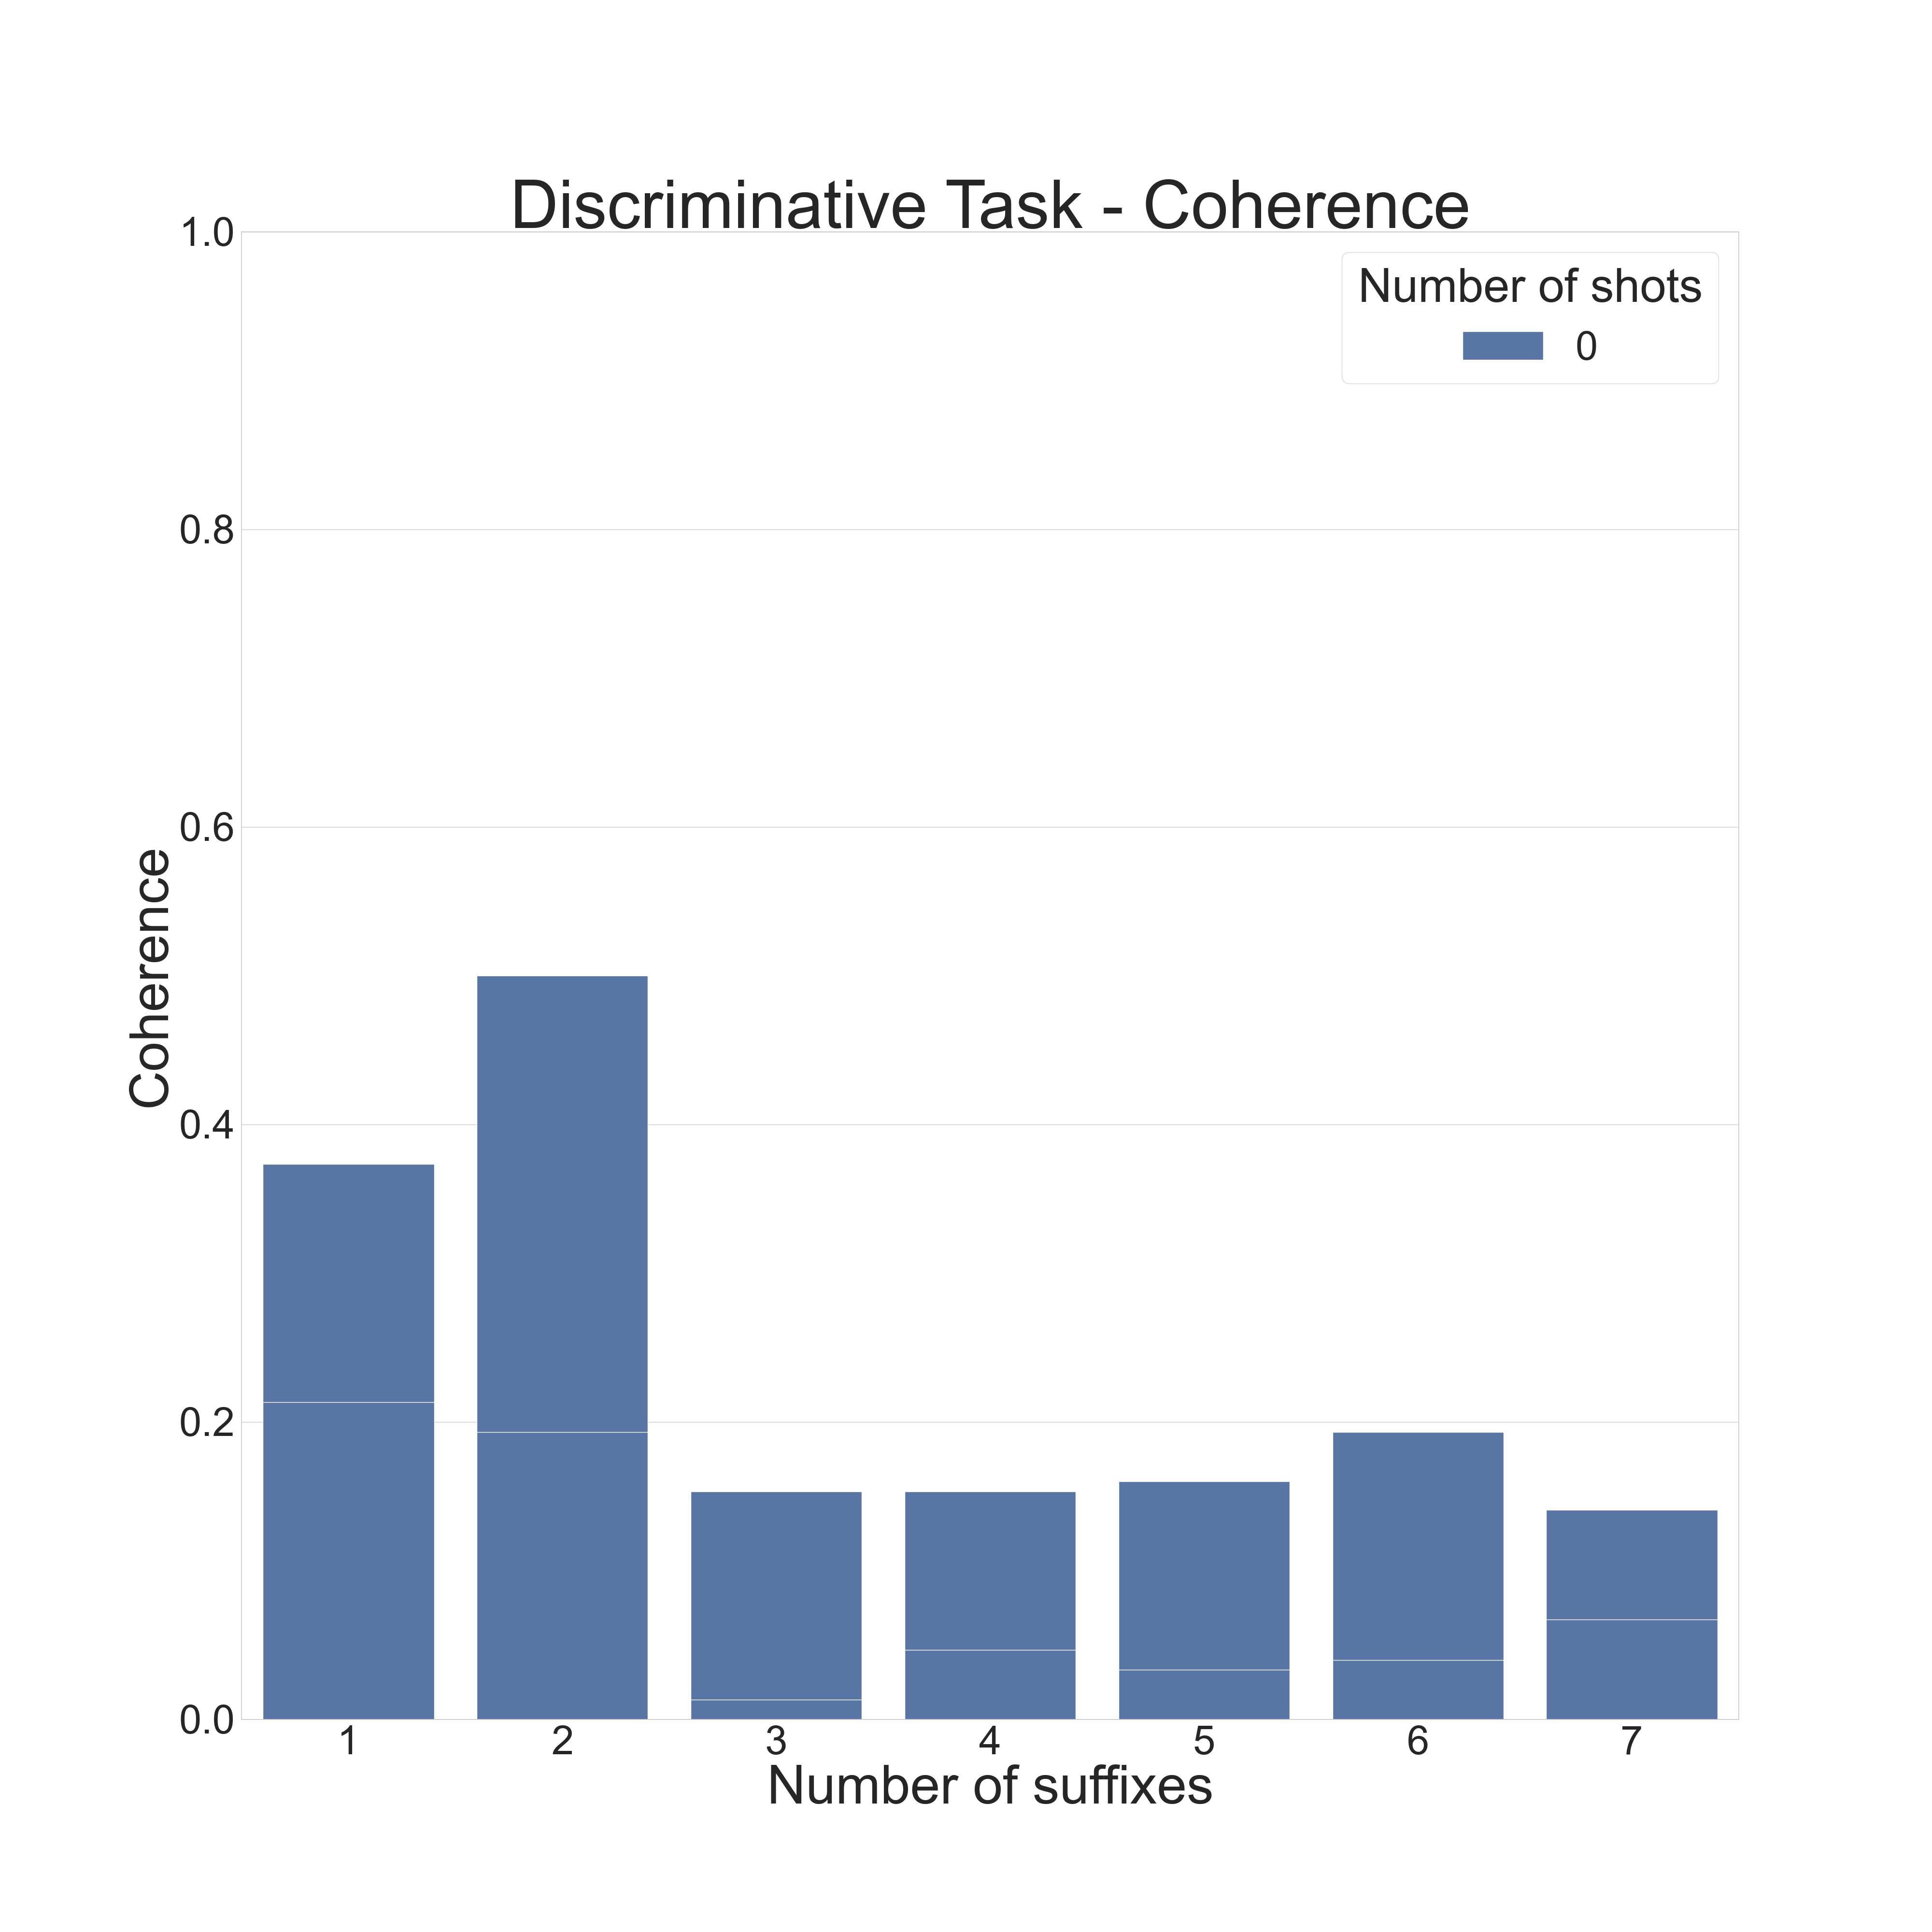 Discriminative Task - Coherence
1.0
0.8
0.6
0.4
0.2
0.0
Coherence
Number of shots
0
1 2 3 4 5 6 7
Number of suffixes